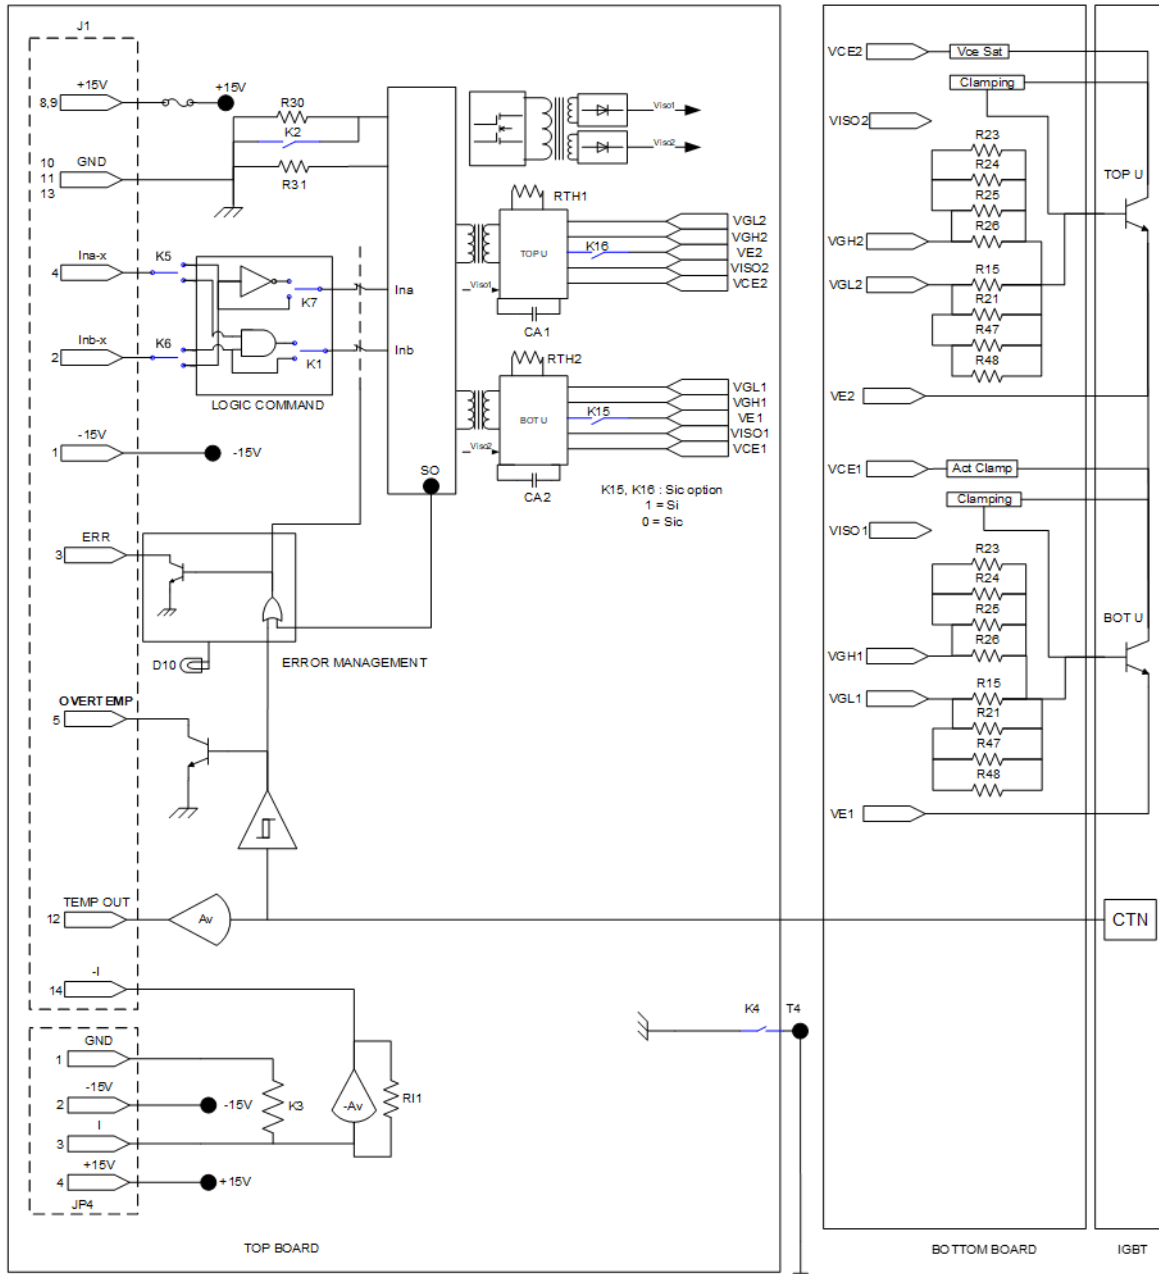 J1
+15V
8,9
+15V
GND
10
11
13
R30
K2
R31
Ina-x
4
K5
K7
Inb-x
2
K6
K1
LOGIC COMMAND
Ina
Inb
-15V
1
-15V
SO
Viso1
Viso2
RTH1
TOP U
Viso1
CA1
K16
VGL2
VGH2
VE2
VISO2
VCE2
RTH2
BOT U
Viso2
CA2
K15
VGL1
VGH1
VE1
VISO1
VCE1
K15, K16 : Sic option
1 = Si
0 = Sic
ERR
3
D10
ERROR MANAGEMENT
OVERTEMP
5
TEMP OUT
12
Av
-I
14
GND
1
-15V
2
-15V
I
3
+15V
4
+15V
JP4
K3
-Av
RI1
K4
T4
TOP BOARD
VCE2
Vce Sat
Clamping
VISO2
R23
R24
R25
R26
VGH2
VGL2
R15
R21
R47
R48
VE2
TOP U
VCE1
Act Clamp
Clamping
VISO1
R23
R24
R25
R26
VGH1
VGL1
R15
R21
R47
R48
VE1
BOT U
CTN
BOTTOM BOARD
IGBT